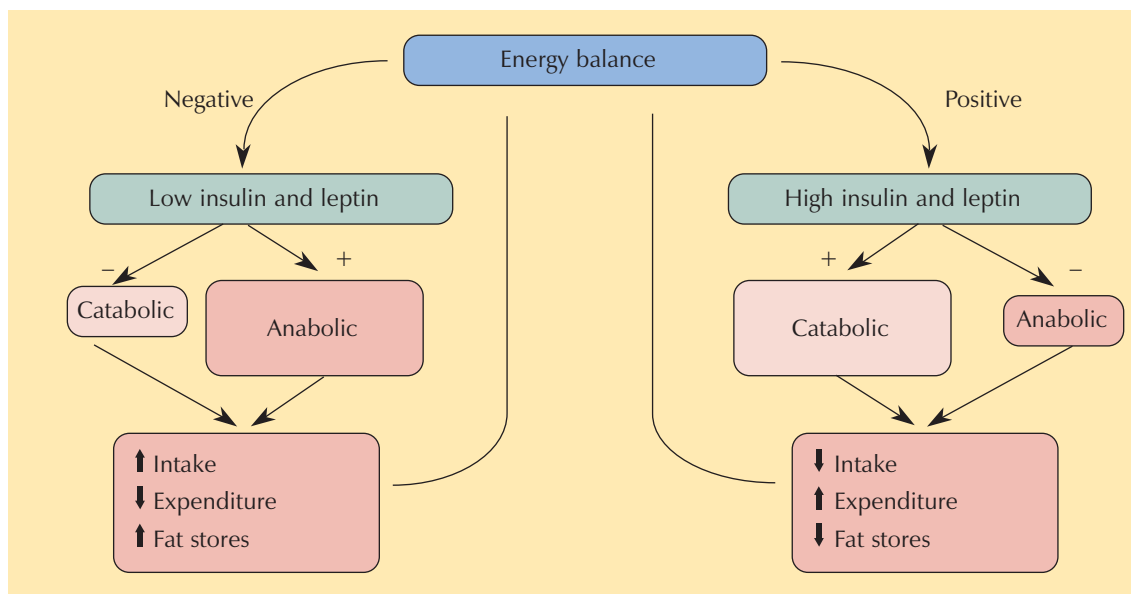 Energy balance
Negative
Positive
Low insulin and leptin
High insulin and leptin
–
+
+
–
Catabolic
Anabolic
Catabolic
Anabolic
⬆ Intake
⬇ Expenditure
⬆ Fat stores
⬇ Intake
⬆ Expenditure
⬇ Fat stores